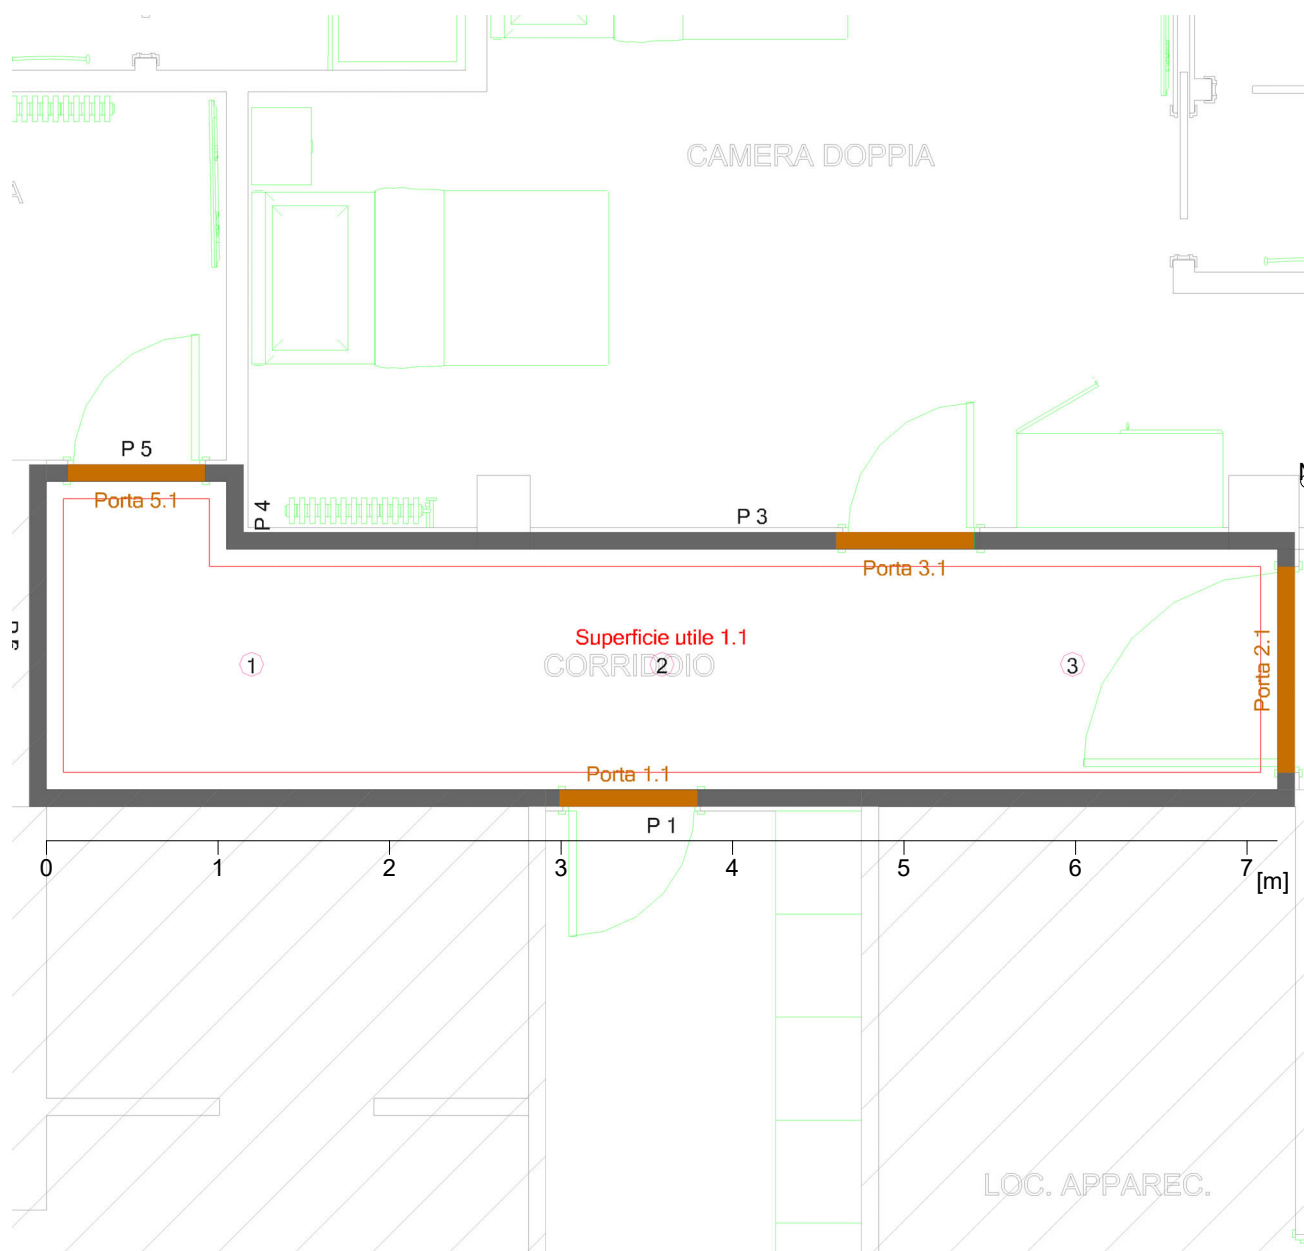 CAMERA DOPPIA
A
P 5
Porta 5.1
P 4
P 3
Porta 3.1
Superficie utile 1.1
CORRIDOIO
1
2
3
Porta 2.1
Porta 1.1
P 1
0 1 2 3 4 5 6 7
[m]
LOC. APPAREC.